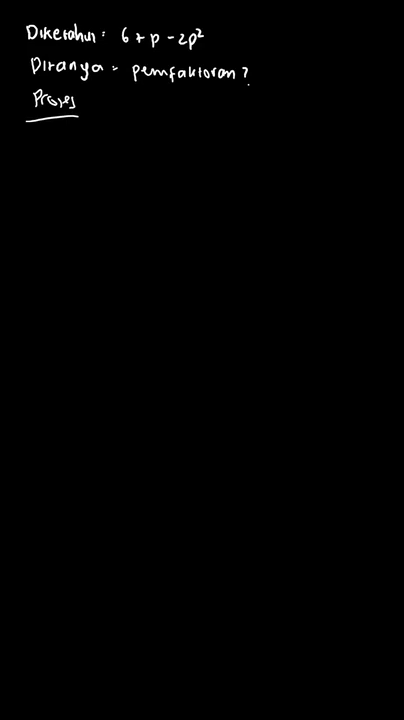 Diketahui : 6 + p - 2p²
Ditanya = pemfaktoran ?
Proses